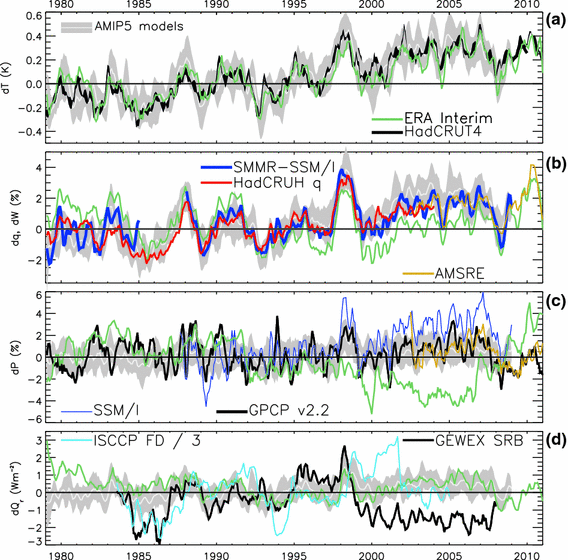 1980 1985 1990 1995 2000 2005 2010
0.6
0.4
0.2
0.0
−0.2
−0.4
dT (K)
AMIP5 models
ERA Interim
HadCRUT4
(a)
4
2
0
−2
dq, dW (%)
SMMR−SSM/I
HadCRUH q
AMSRE
(b)
6
4
2
0
−2
−4
−6
dP (%)
SSM/I
GPCP v2.2
(c)
3
2
1
0
−1
−2
−3
ISCCP FD / 3
GEWEX SRB
(d)
1980 1985 1990 1995 2000 2005 2010